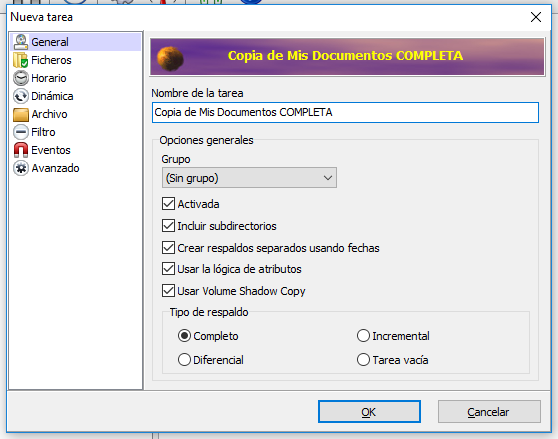 Nueva tarea
General
Ficheros
Horario
Dinámica
Archivo
Filtro
Eventos
Avanzado
Copia de Mis Documentos COMPLETA
Nombre de la tarea
Copia de Mis Documentos COMPLETA
Opciones generales
Grupo
(Sin grupo)
Activada
Incluir subdirectorios
Crear respaldos separados usando fechas
Usar la lógica de atributos
Usar Volume Shadow Copy
Tipo de respaldo
Completo
Incremental
Diferencial
Tarea vacía
OK
Cancelar